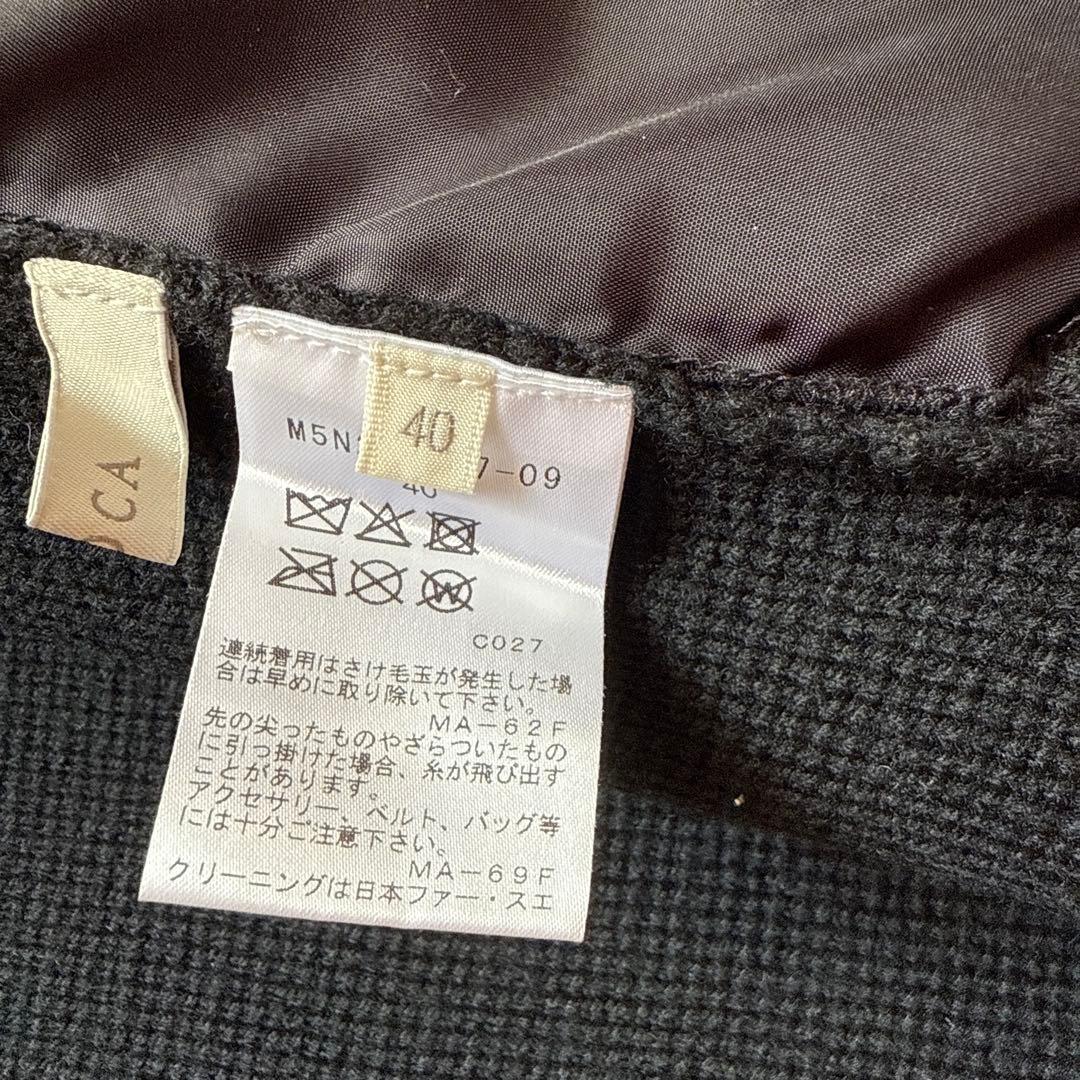 CA
40
M5N
7-09
40
W
C027
連続着用はさけ毛玉が発生した場
合は早めに取り除いて下さい。
MA-62F
先の尖ったものやざらついたもの
に引っ掛けた場合、糸が飛び出す
ことがあります。
アクセサリー、ベルト、バッグ等
には十分ご注意下さい。
MA-69F
クリーニングは日本ファー・スエ